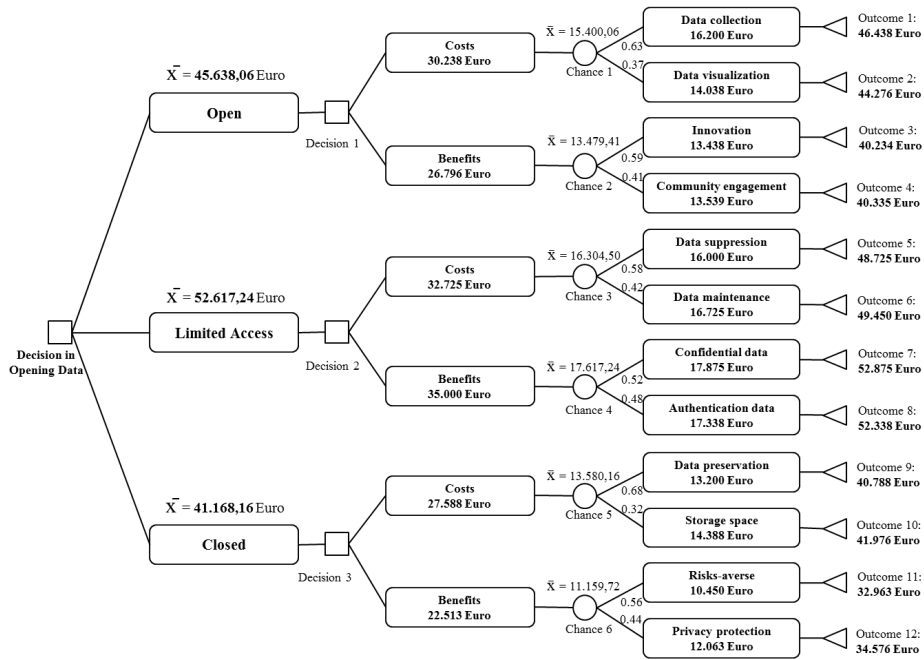 Decision in
Opening Data
X̄ = 45.638,06 Euro
Open
Decision 1
Costs
30.238 Euro
x̄ = 15.400,06
Chance 1
0.63
0.37
Data collection
16.200 Euro
Outcome 1:
46.438 Euro
Data visualization
14.038 Euro
Outcome 2:
44.276 Euro
Benefits
26.796 Euro
x̄ = 13.479,41
Chance 2
0.59
0.41
Innovation
13.438 Euro
Outcome 3:
40.234 Euro
Community engagement
13.539 Euro
Outcome 4:
40.335 Euro
X̄ = 52.617,24 Euro
Limited Access
Decision 2
Costs
32.725 Euro
x̄ = 16.304,50
Chance 3
0.58
0.42
Data suppression
16.000 Euro
Outcome 5:
48.725 Euro
Data maintenance
16.725 Euro
Outcome 6:
49.450 Euro
Benefits
35.000 Euro
x̄ = 17.617,24
Chance 4
0.52
0.48
Confidential data
17.875 Euro
Outcome 7:
52.875 Euro
Authentication data
17.338 Euro
Outcome 8:
52.338 Euro
X̄ = 41.168,16 Euro
Closed
Decision 3
Costs
27.588 Euro
x̄ = 13.580,16
Chance 5
0.68
0.32
Data preservation
13.200 Euro
Outcome 9:
40.788 Euro
Storage space
14.388 Euro
Outcome 10:
41.976 Euro
Benefits
22.513 Euro
x̄ = 11.159,72
Chance 6
0.56
0.44
Risks-averse
10.450 Euro
Outcome 11:
32.963 Euro
Privacy protection
12.063 Euro
Outcome 12:
34.576 Euro